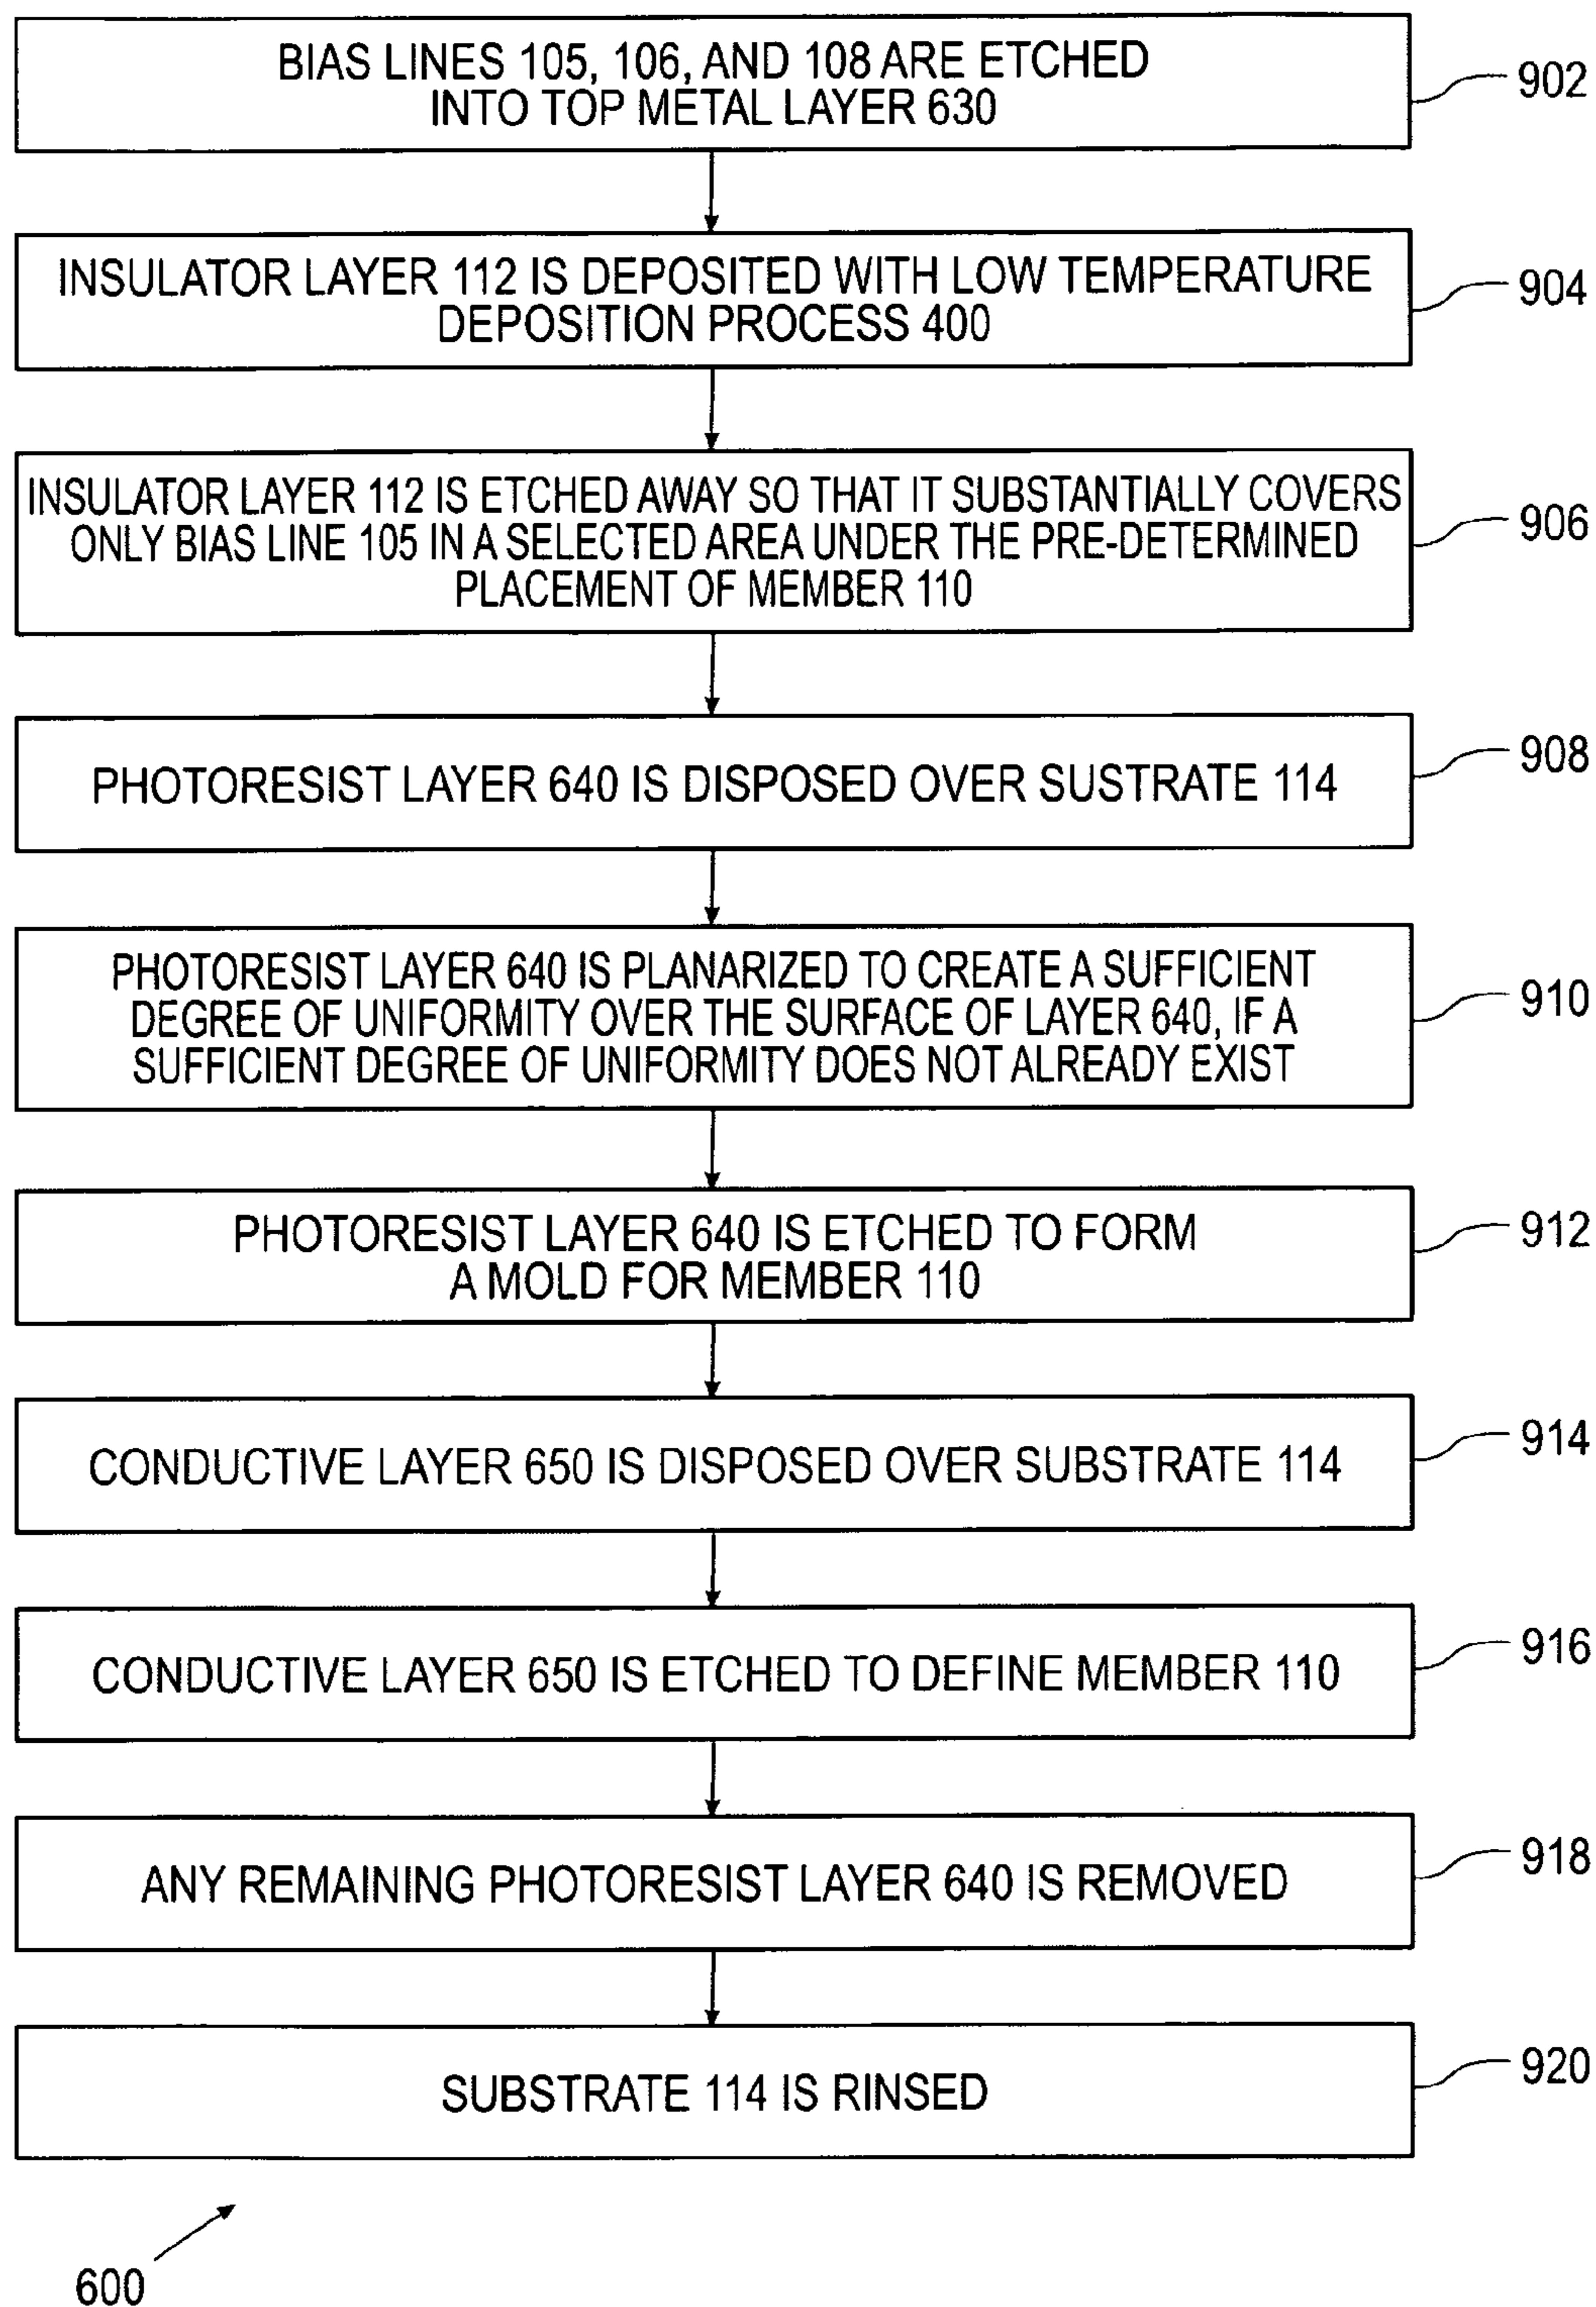 BIAS LINES 105, 106, AND 108 ARE ETCHED
INTO TOP METAL LAYER 630
902
INSULATOR LAYER 112 IS DEPOSITED WITH LOW TEMPERATURE
DEPOSITION PROCESS 400
904
INSULATOR LAYER 112 IS ETCHED AWAY SO THAT IT SUBSTANTIALLY COVERS
ONLY BIAS LINE 105 IN A SELECTED AREA UNDER THE PRE-DETERMINED
PLACEMENT OF MEMBER 110
906
PHOTORESIST LAYER 640 IS DISPOSED OVER SUSTRATE 114
908
PHOTORESIST LAYER 640 IS PLANARIZED TO CREATE A SUFFICIENT
DEGREE OF UNIFORMITY OVER THE SURFACE OF LAYER 640, IF A
SUFFICIENT DEGREE OF UNIFORMITY DOES NOT ALREADY EXIST
910
PHOTORESIST LAYER 640 IS ETCHED TO FORM
A MOLD FOR MEMBER 110
912
CONDUCTIVE LAYER 650 IS DISPOSED OVER SUBSTRATE 114
914
CONDUCTIVE LAYER 650 IS ETCHED TO DEFINE MEMBER 110
916
ANY REMAINING PHOTORESIST LAYER 640 IS REMOVED
918
SUBSTRATE 114 IS RINSED
920
600